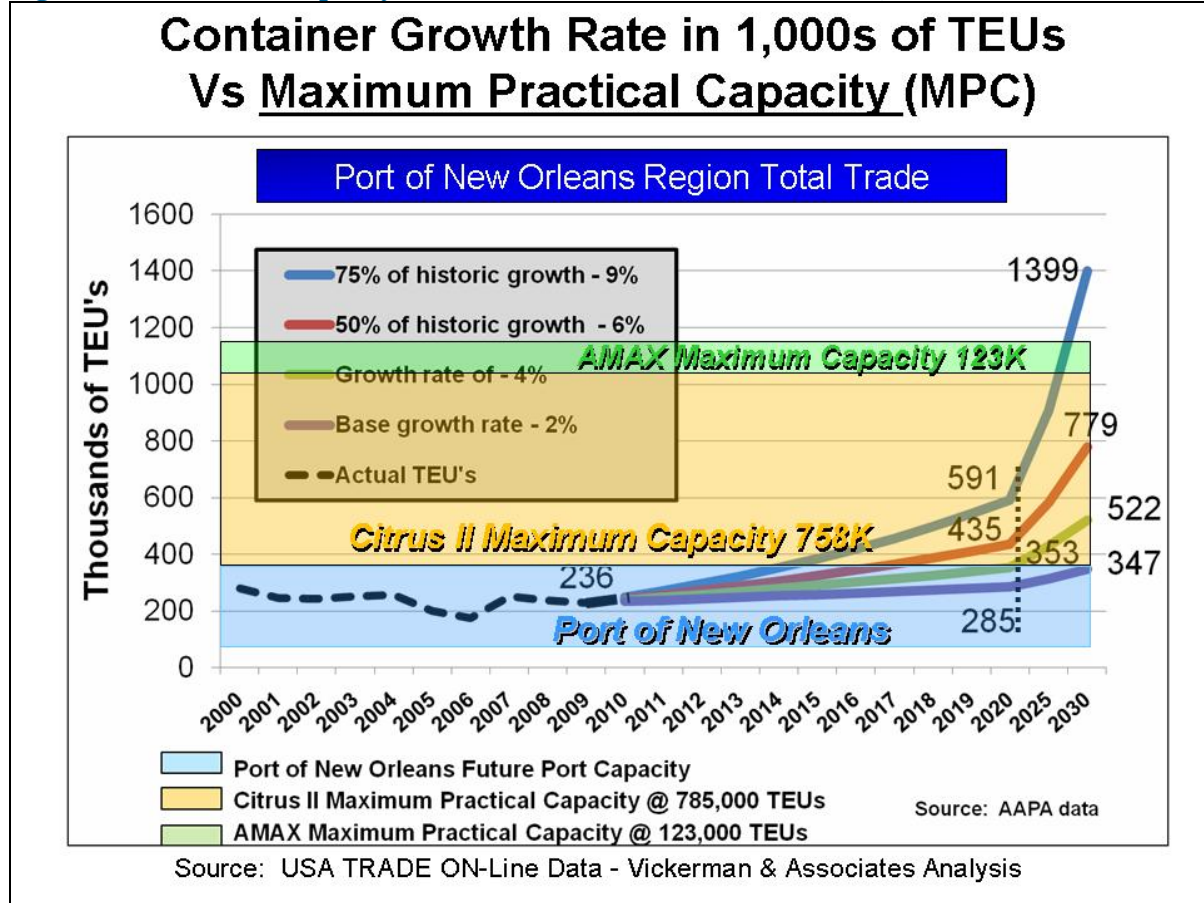 Container Growth Rate in 1,000s of TEUs
Vs Maximum Practical Capacity (MPC)
Port of New Orleans Region Total Trade
Thousands of TEU's
1600
1400
1200
1000
800
600
400
200
0
75% of historic growth - 9%
50% of historic growth - 6%
Growth rate of - 4%
Base growth rate - 2%
Actual TEU's
AMAX Maximum Capacity 123K
Citrus II Maximum Capacity 758K
Port of New Orleans
1399
779
591
522
435
353
347
236
285
2000
2001
2002
2003
2004
2005
2006
2007
2008
2009
2010
2011
2012
2013
2014
2015
2016
2017
2018
2019
2020
2025
2030
Port of New Orleans Future Port Capacity
Citrus II Maximum Practical Capacity @ 785,000 TEUs
AMAX Maximum Practical Capacity @ 123,000 TEUs
Source: AAPA data
Source: USA TRADE ON-Line Data - Vickerman & Associates Analysis